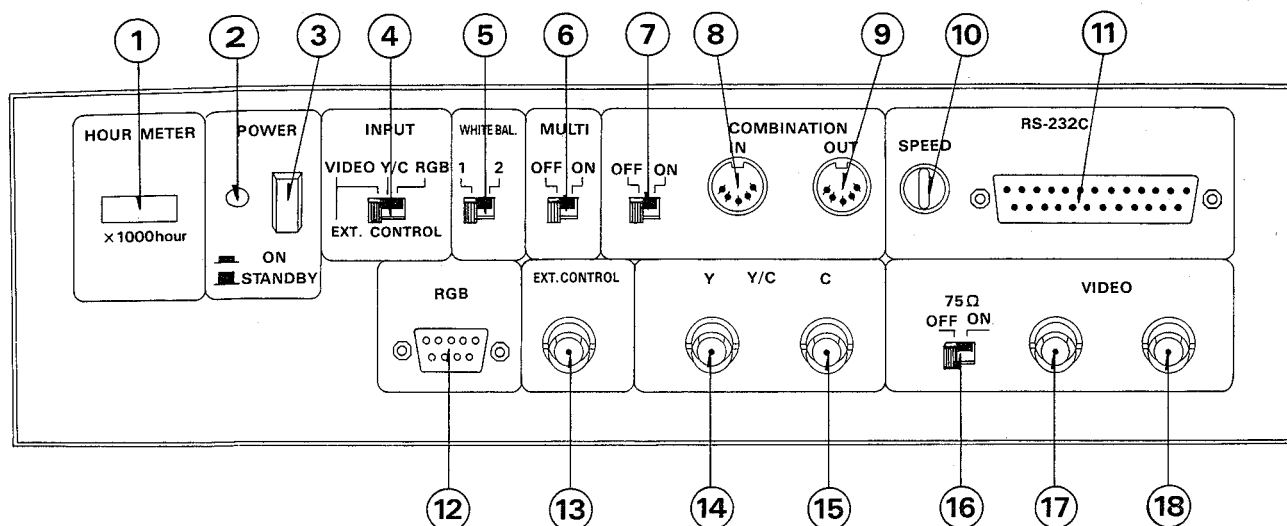 1 2 3 4 5 6 7 8 9 10 11
HOUR METER
×1000hour
POWER
ON
STANDBY
INPUT
VIDEO Y/C RGB
EXT. CONTROL
WHITE BAL.
1 2
MULTI
OFF ON
COMBINATION
OFF ON
IN
OUT
RS-232C
SPEED
RGB
EXT. CONTROL
Y Y/C C
75Ω
OFF ON
VIDEO
12 13 14 15 16 17 18